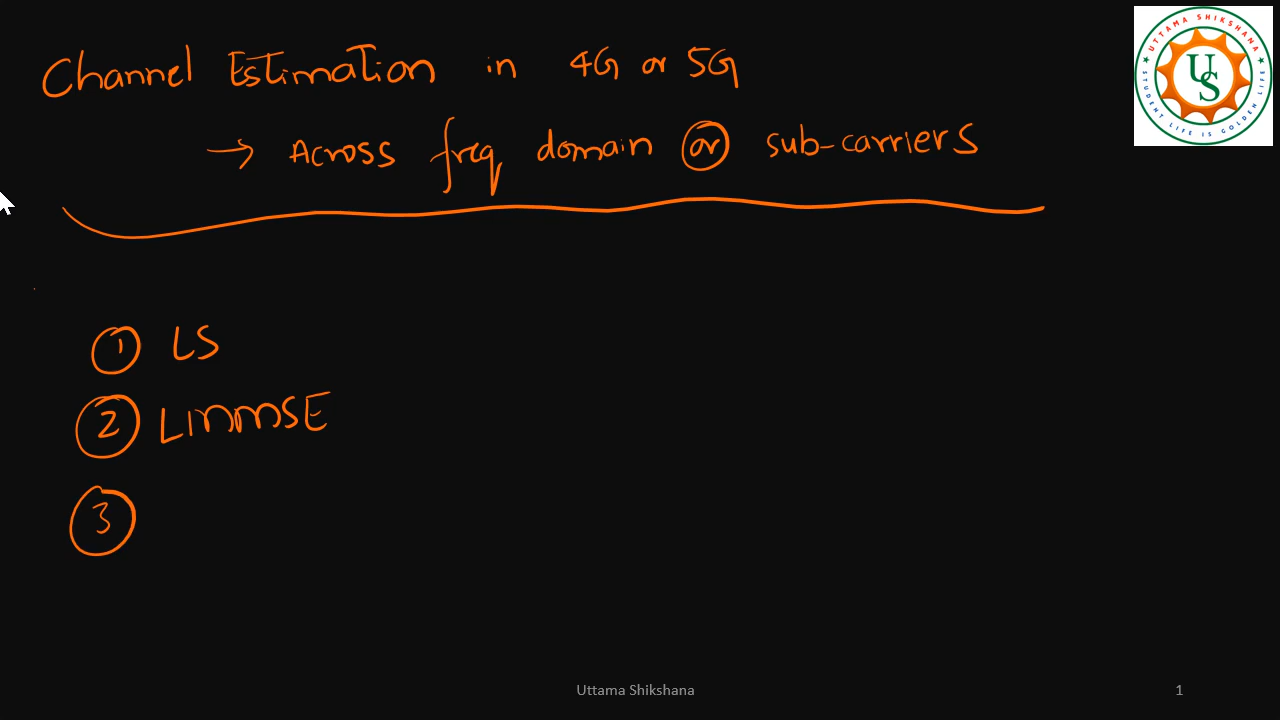 Channel Estimation in 4G or 5G
→ Across freq domain or sub-carriers
UTTAMA SHIKSHANA
US
STUDENT LIFE IS GOLDEN LIFE
1 LS
2 LMMSE
3
Uttama Shikshana
1